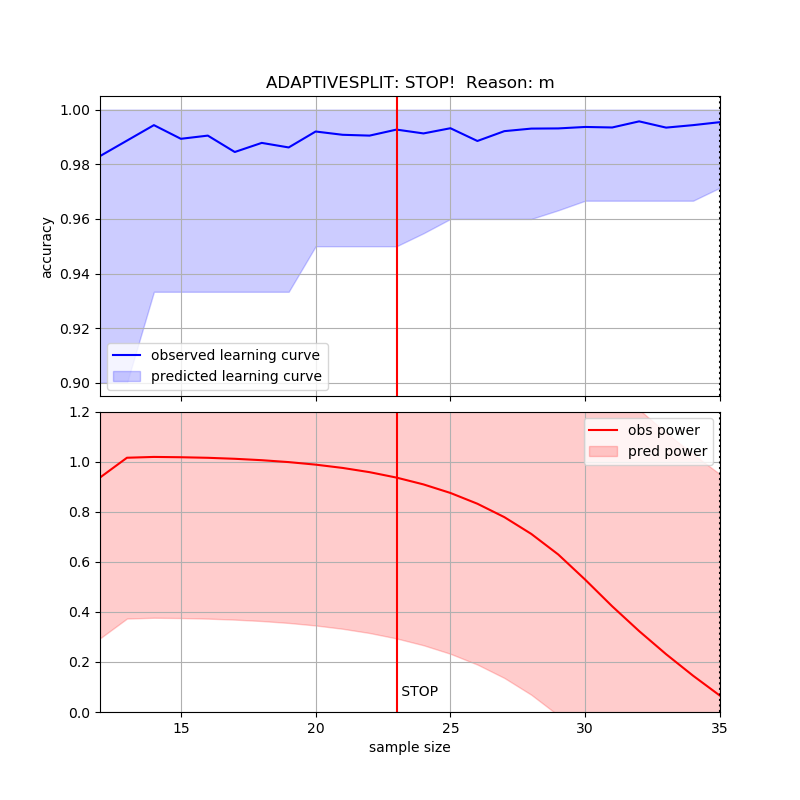 ADAPTIVESPLIT: STOP!  Reason: m
1.00
0.98
0.96
0.94
0.92
0.90
accuracy
observed learning curve
predicted learning curve
1.2
1.0
0.8
0.6
0.4
0.2
0.0
obs power
pred power
STOP
15
20
25
30
35
sample size